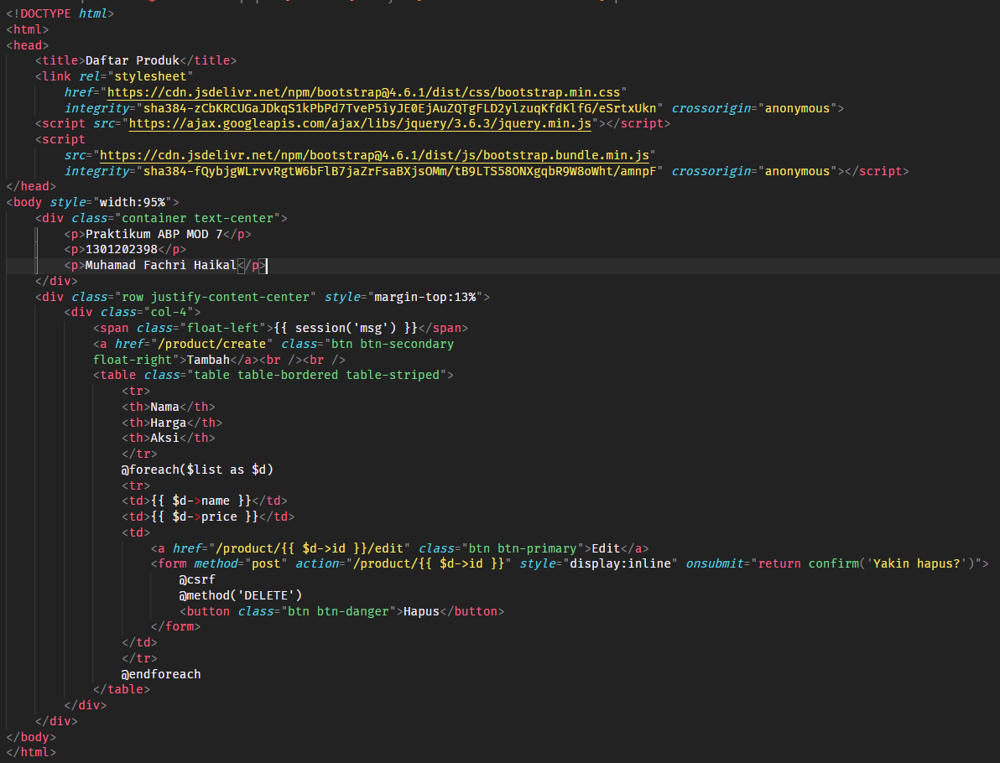 <!DOCTYPE html>
<html>
<head>
    <title>Daftar Produk</title>
    <link rel="stylesheet"
        href="https://cdn.jsdelivr.net/npm/bootstrap@4.6.1/dist/css/bootstrap.min.css"
        integrity="sha384-zCbKRCUGaJDkqS1kPbPd7TveP5iyJE0EjAuZQTgFLD2ylzuqKfdKlfG/eSrtxUkn" crossorigin="anonymous">
    <script src="https://ajax.googleapis.com/ajax/libs/jquery/3.6.3/jquery.min.js"></script>
    <script
        src="https://cdn.jsdelivr.net/npm/bootstrap@4.6.1/dist/js/bootstrap.bundle.min.js"
        integrity="sha384-fQybjgWLrvvRgtW6bFlB7jaZrFsaBXjsOMm/tB9LTS58ONXgqbR9W8oWht/amnpF" crossorigin="anonymous"></script>
</head>
<body style="width:95%">
    <div class="container text-center">
        <p>Praktikum ABP MOD 7</p>
        <p>1301202398</p>
        <p>Muhamad Fachri Haikal</p>
    </div>
    <div class="row justify-content-center" style="margin-top:13%">
        <div class="col-4">
            <span class="float-left">{{ session('msg') }}</span>
            <a href="/product/create" class="btn btn-secondary
            float-right">Tambah</a><br /><br />
            <table class="table table-bordered table-striped">
                <tr>
                <th>Nama</th>
                <th>Harga</th>
                <th>Aksi</th>
                </tr>
                @foreach($list as $d)
                <tr>
                <td>{{ $d->name }}</td>
                <td>{{ $d->price }}</td>
                <td>
                    <a href="/product/{{ $d->id }}/edit" class="btn btn-primary">Edit</a>
                    <form method="post" action="/product/{{ $d->id }}" style="display:inline" onsubmit="return confirm('Yakin hapus?')">
                        @csrf
                        @method('DELETE')
                        <button class="btn btn-danger">Hapus</button>
                    </form>
                </td>
                </tr>
                @endforeach
            </table>
        </div>
    </div>
</body>
</html>